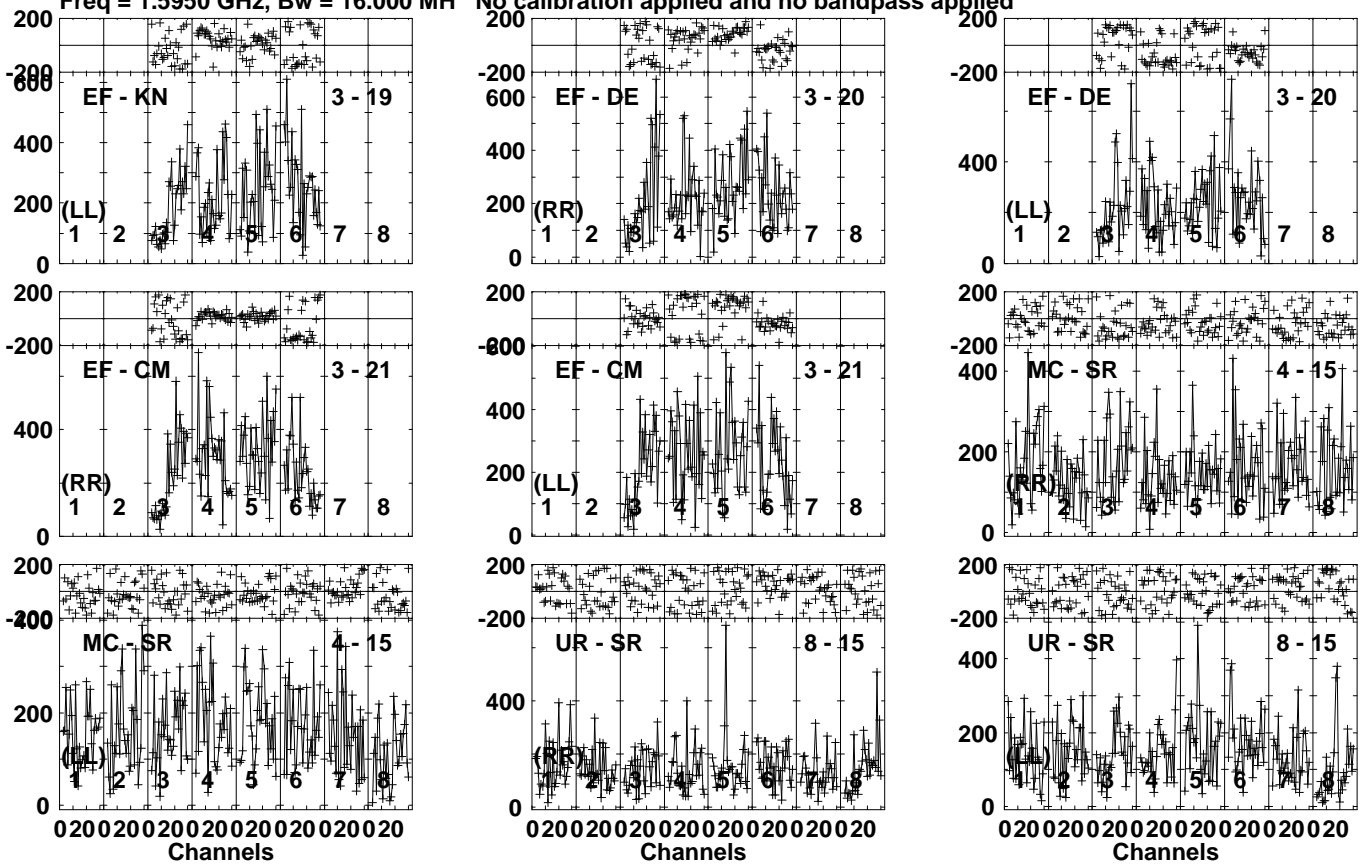 Freq = 1.5950 GHz, Bw = 16.000 MH   No calibration applied and no bandpass applied
200 200 200
-200 -200 -200
600
EF - KN 3 - 19 EF - DE 3 - 20 EF - DE 3 - 20
600 600
400 400 400
200 200
(LL) (RR) (LL)
1 2 3 4 5 6 7 8 1 2 3 4 5 6 7 8 1 2 3 4 5 6 7 8
0 0 0
200 200 200
-200 -200 -200
600
EF - CM 3 - 21 EF - CM 3 - 21 MC - SR 4 - 15
400 400 400
200 200
(RR) (LL) (RR)
1 2 3 4 5 6 7 8 1 2 3 4 5 6 7 8 1 2 3 4 5 6 7 8
0 0 0
200 200 200
-200 -200 -200
400
MC - SR 4 - 15 UR - SR 8 - 15 UR - SR 8 - 15
200 400 400
200
(LL) (RR) (LL)
1 2 3 4 5 6 7 8 1 2 3 4 5 6 7 8 1 2 3 4 5 6 7 8
0 0 0
0 20 0 20 0 20 0 20 0 20 0 20 0 20 0 20 0 20 0 20 0 20 0 20 0 20 0 20 0 20 0 20 0 20 0 20 0 20 0 20 0 20 0 20 0 20 0 20
Channels Channels Channels